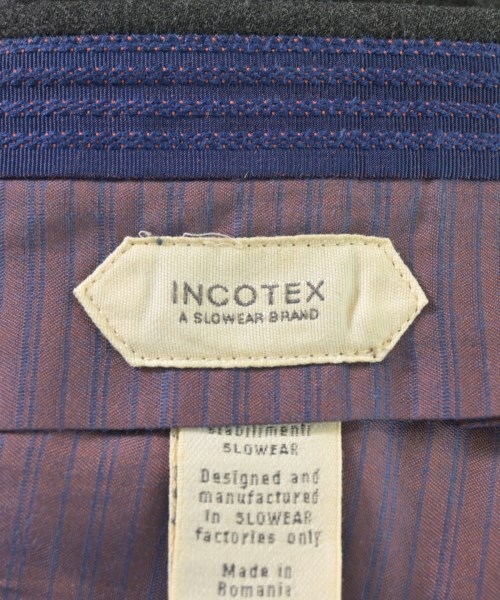 INCOTEX
A SLOWEAR BRAND
stabilimenti
SLOWEAR
Designed and
manufactured
in SLOWEAR
factories only
Made in
Romania